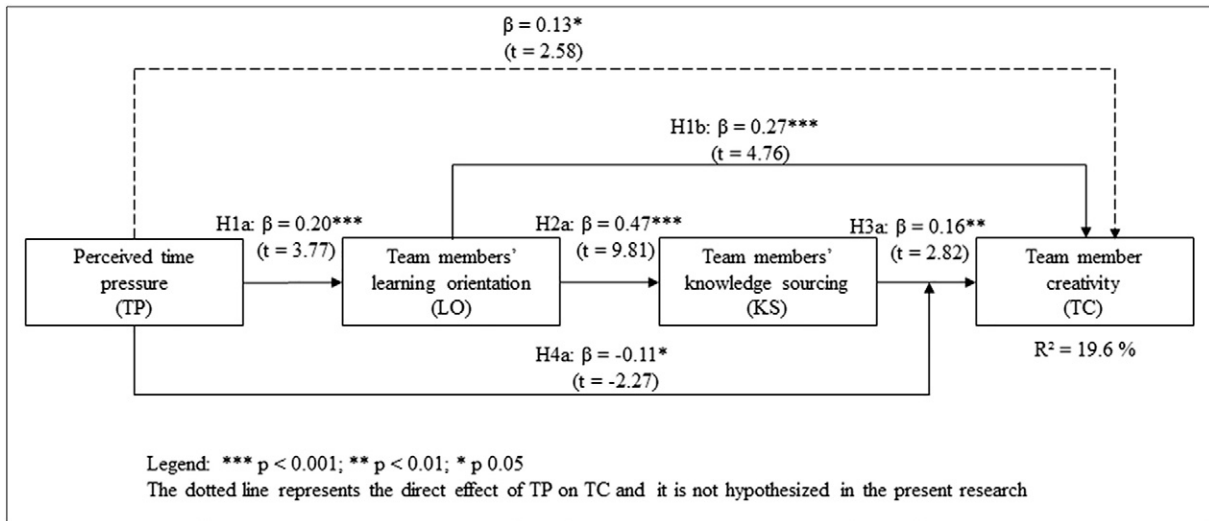 β = 0.13*
(t = 2.58)
H1b: β = 0.27***
(t = 4.76)
H1a: β = 0.20***
(t = 3.77)
H2a: β = 0.47***
(t = 9.81)
H3a: β = 0.16**
(t = 2.82)
Perceived time
pressure
(TP)
Team members’
learning orientation
(LO)
Team members’
knowledge sourcing
(KS)
Team member
creativity
(TC)
H4a: β = -0.11*
(t = -2.27)
R² = 19.6 %
Legend: *** p < 0.001; ** p < 0.01; * p 0.05
The dotted line represents the direct effect of TP on TC and it is not hypothesized in the present research